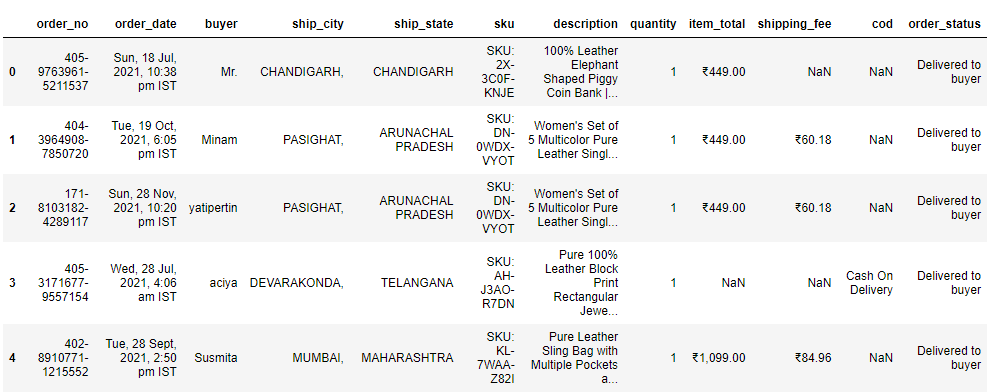 order_no order_date buyer ship_city ship_state sku description quantity item_total shipping_fee cod order_status
0 405-9763961-5211537 Sun, 18 Jul, 2021, 10:38 pm IST Mr. CHANDIGARH, CHANDIGARH SKU: 2X-3C0F-KNJE 100% Leather Elephant Shaped Piggy Coin Bank |... 1 ₹449.00 NaN NaN Delivered to buyer
1 404-3964908-7850720 Tue, 19 Oct, 2021, 6:05 pm IST Minam PASIGHAT, ARUNACHAL PRADESH SKU: DN-0WDX-VYOT Women's Set of 5 Multicolor Pure Leather Singl... 1 ₹449.00 ₹60.18 NaN Delivered to buyer
2 171-8103182-4289117 Sun, 28 Nov, 2021, 10:20 pm IST yatipertin PASIGHAT, ARUNACHAL PRADESH SKU: DN-0WDX-VYOT Women's Set of 5 Multicolor Pure Leather Singl... 1 ₹449.00 ₹60.18 NaN Delivered to buyer
3 405-3171677-9557154 Wed, 28 Jul, 2021, 4:06 am IST aciya DEVARAKONDA, TELANGANA SKU: AH-J3AO-R7DN Pure 100% Leather Block Print Rectangular Jewe... 1 NaN NaN Cash On Delivery Delivered to buyer
4 402-8910771-1215552 Tue, 28 Sept, 2021, 2:50 pm IST Susmita MUMBAI, MAHARASHTRA SKU: KL-7WAA-Z82I Pure Leather Sling Bag with Multiple Pockets a... 1 ₹1,099.00 ₹84.96 NaN Delivered to buyer